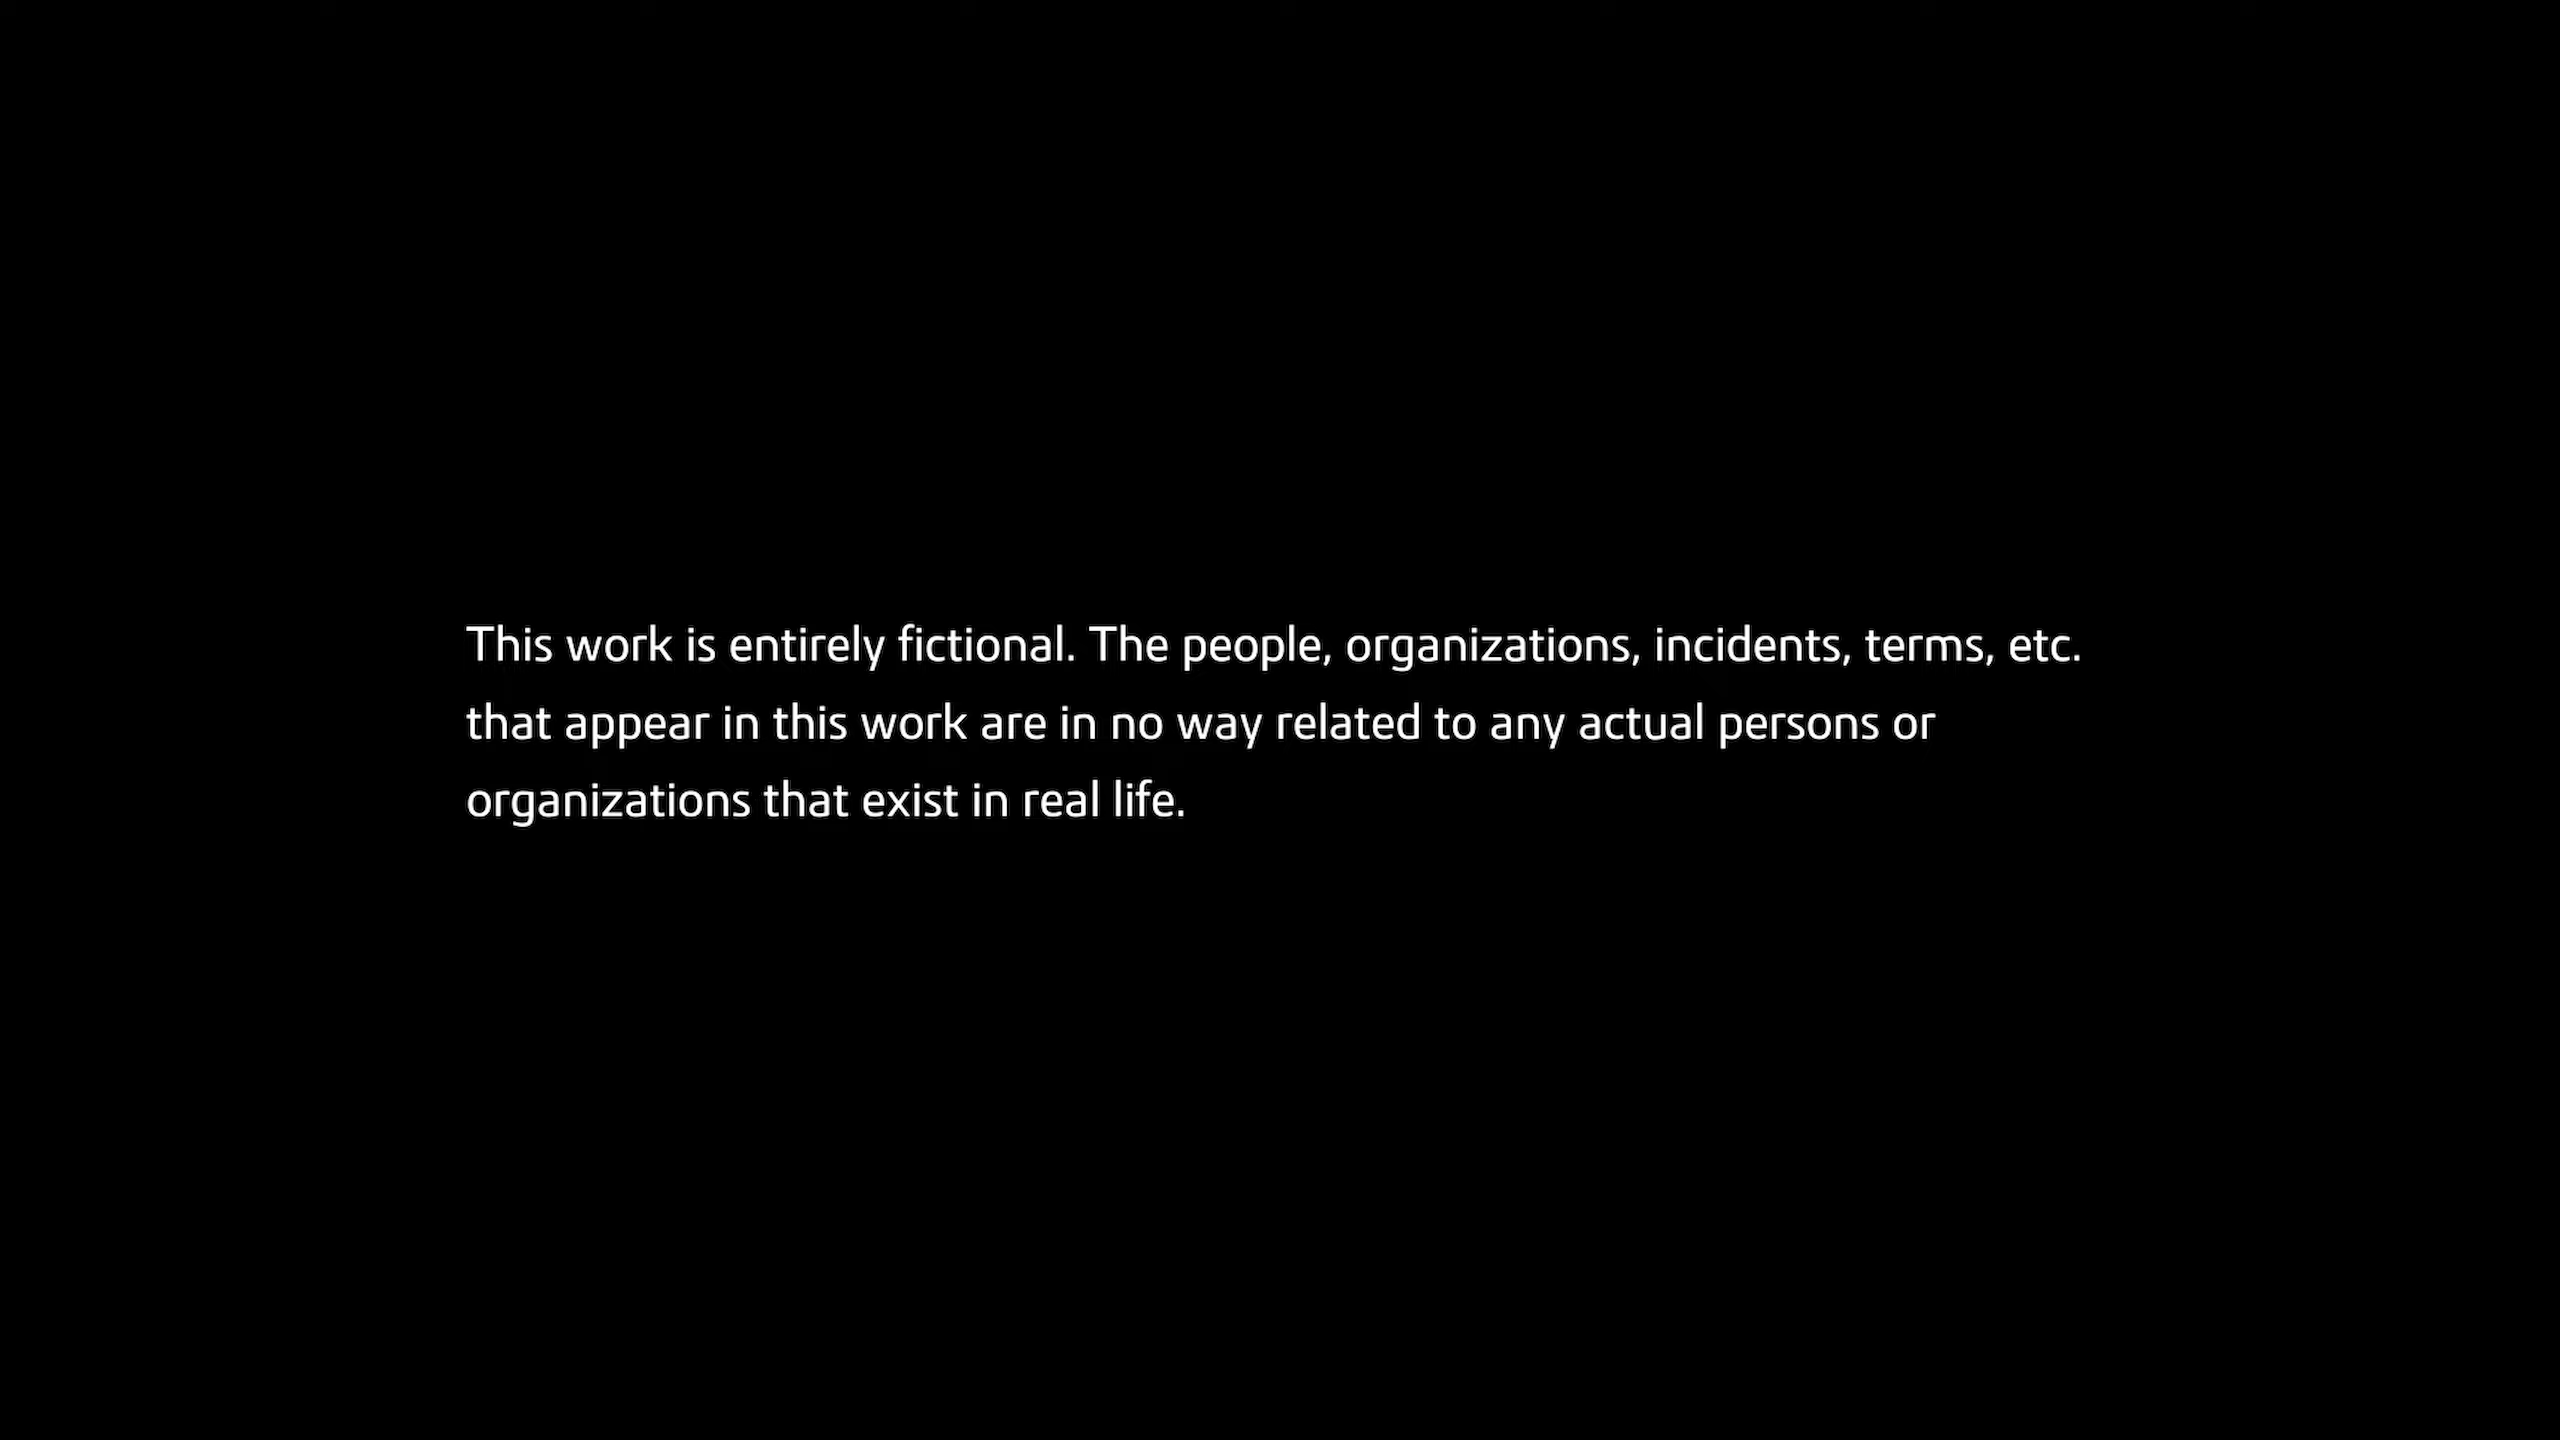 This work is entirely fictional. The people, organizations, incidents, terms, etc.
that appear in this work are in no way related to any actual persons or
organizations that exist in real life.